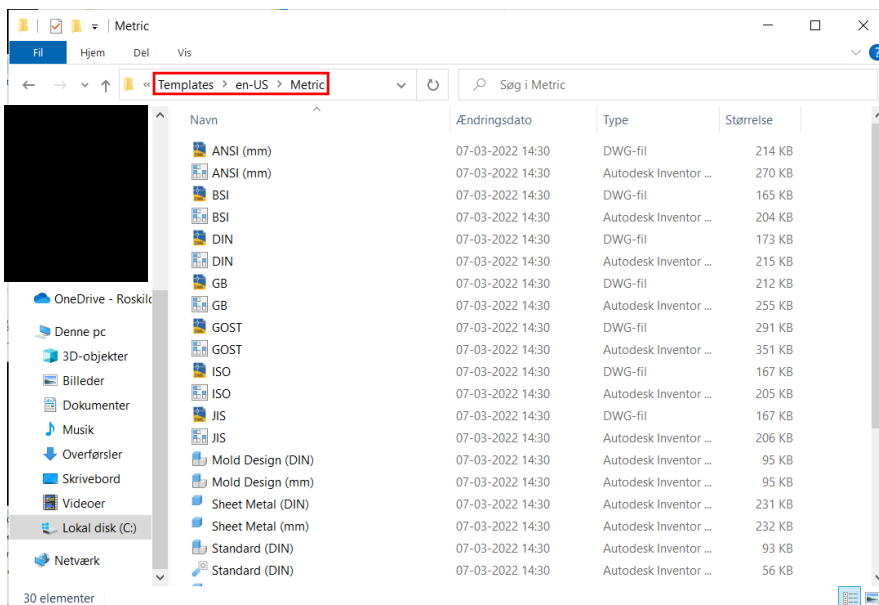 Metric
Fil Hjem Del Vis
« Templates > en-US > Metric Søg i Metric
Navn Ændringsdato Type Størrelse
ANSI (mm) 07-03-2022 14:30 DWG-fil 214 KB
ANSI (mm) 07-03-2022 14:30 Autodesk Inventor ... 270 KB
BSI 07-03-2022 14:30 DWG-fil 165 KB
BSI 07-03-2022 14:30 Autodesk Inventor ... 204 KB
DIN 07-03-2022 14:30 DWG-fil 173 KB
DIN 07-03-2022 14:30 Autodesk Inventor ... 215 KB
GB 07-03-2022 14:30 DWG-fil 212 KB
GB 07-03-2022 14:30 Autodesk Inventor ... 255 KB
GOST 07-03-2022 14:30 DWG-fil 291 KB
GOST 07-03-2022 14:30 Autodesk Inventor ... 351 KB
ISO 07-03-2022 14:30 DWG-fil 167 KB
ISO 07-03-2022 14:30 Autodesk Inventor ... 205 KB
JIS 07-03-2022 14:30 DWG-fil 167 KB
JIS 07-03-2022 14:30 Autodesk Inventor ... 206 KB
Mold Design (DIN) 07-03-2022 14:30 Autodesk Inventor ... 95 KB
Mold Design (mm) 07-03-2022 14:30 Autodesk Inventor ... 95 KB
Sheet Metal (DIN) 07-03-2022 14:30 Autodesk Inventor ... 231 KB
Sheet Metal (mm) 07-03-2022 14:30 Autodesk Inventor ... 232 KB
Standard (DIN) 07-03-2022 14:30 Autodesk Inventor ... 93 KB
Standard (DIN) 07-03-2022 14:30 Autodesk Inventor ... 56 KB
OneDrive - Roskild
Denne pc
3D-objekter
Billeder
Dokumenter
Musik
Overførsler
Skrivebord
Videoer
Lokal disk (C:)
Netværk
30 elementer